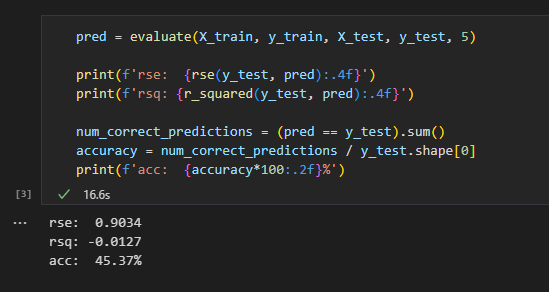 pred = evaluate(X_train, y_train, X_test, y_test, 5)
print(f'rse:  {rse(y_test, pred):.4f}')
print(f'rsq: {r_squared(y_test, pred):.4f}')
num_correct_predictions = (pred == y_test).sum()
accuracy = num_correct_predictions / y_test.shape[0]
print(f'acc:  {accuracy*100:.2f}%')
[3] ✓ 16.6s
... rse:  0.9034
rsq: -0.0127
acc:  45.37%